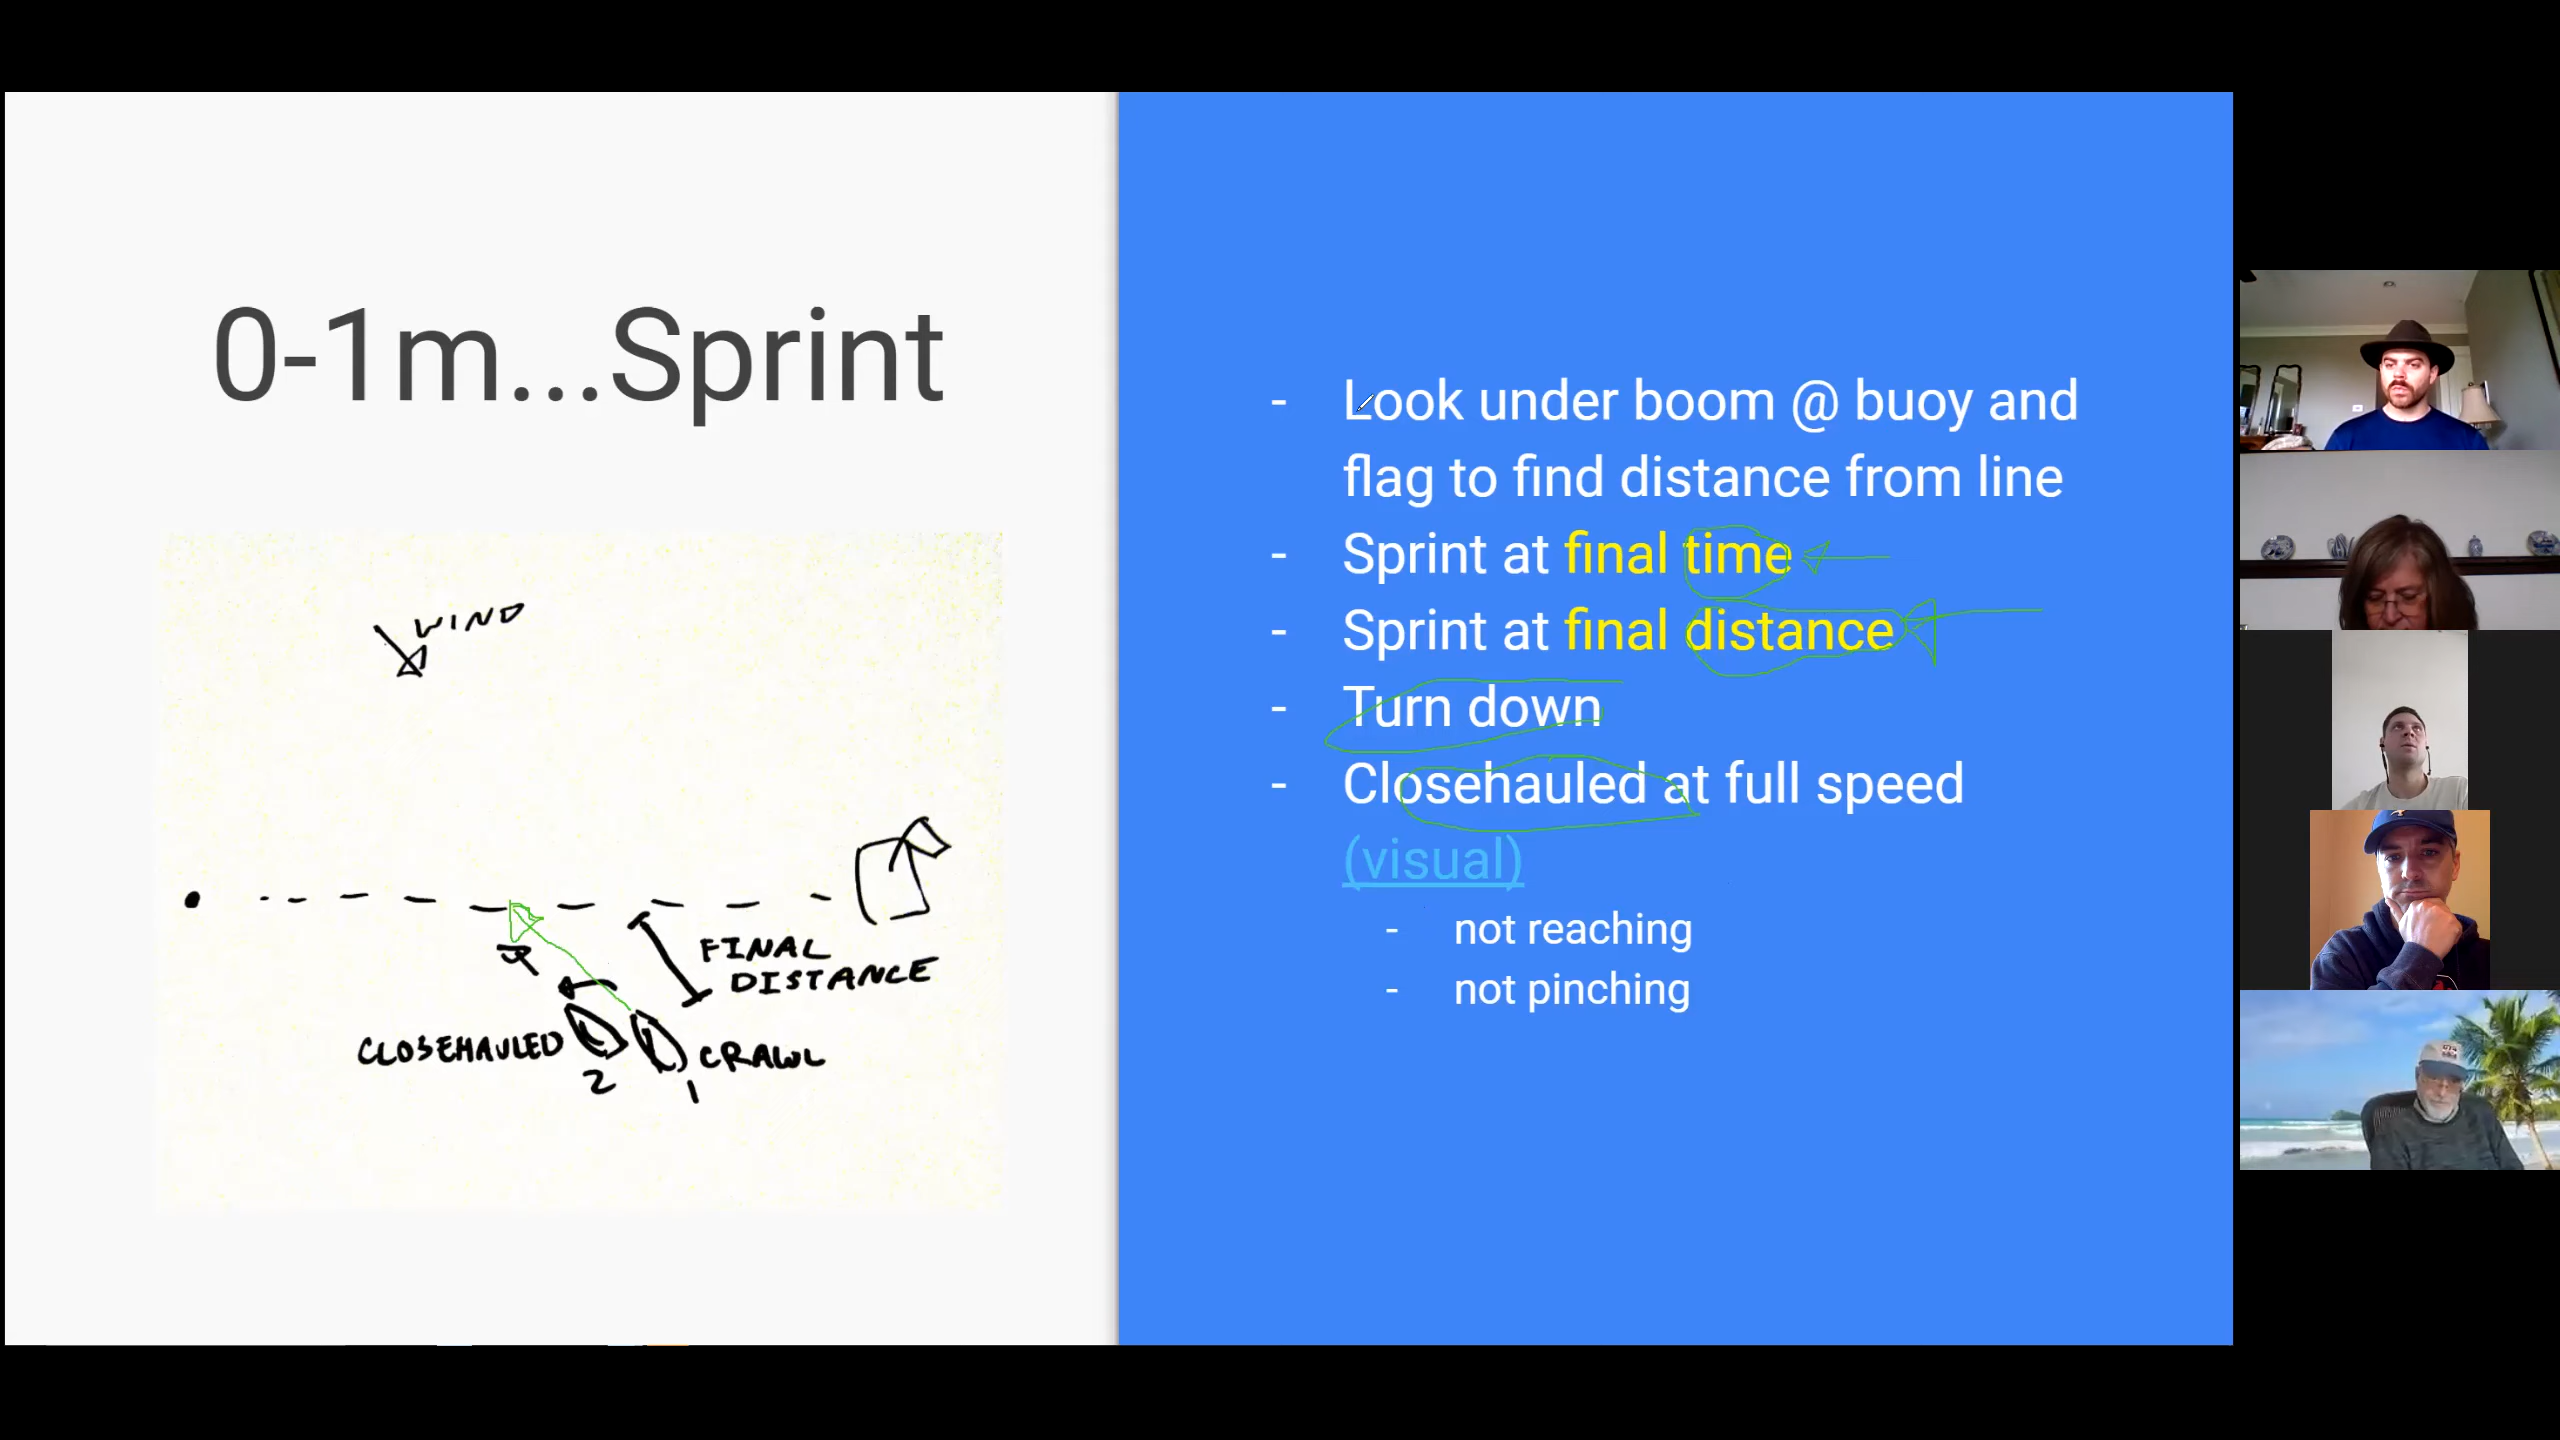 0-1m...Sprint
WIND
FINAL
DISTANCE
CLOSEHAULED
2
CRAWL
1
- Look under boom @ buoy and
flag to find distance from line
- Sprint at final time
- Sprint at final distance
- Turn down
- Closehauled at full speed
(visual)
- not reaching
- not pinching